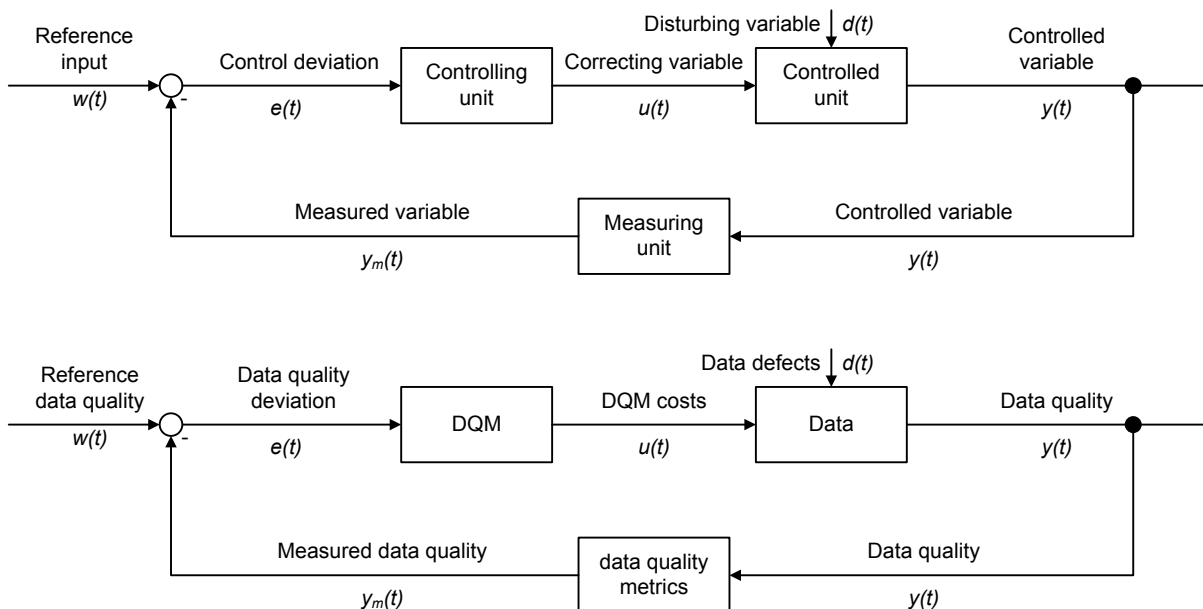 Disturbing variable
d(t)
Reference
input
w(t)
-
Control deviation
e(t)
Controlling
unit
Correcting variable
u(t)
Controlled
unit
Controlled
variable
y(t)
Measured variable
yₘ(t)
Measuring
unit
Controlled variable
y(t)
Data defects
d(t)
Reference
data quality
w(t)
-
Data quality
deviation
e(t)
DQM
DQM costs
u(t)
Data
Data quality
y(t)
Measured data quality
yₘ(t)
data quality
metrics
Data quality
y(t)